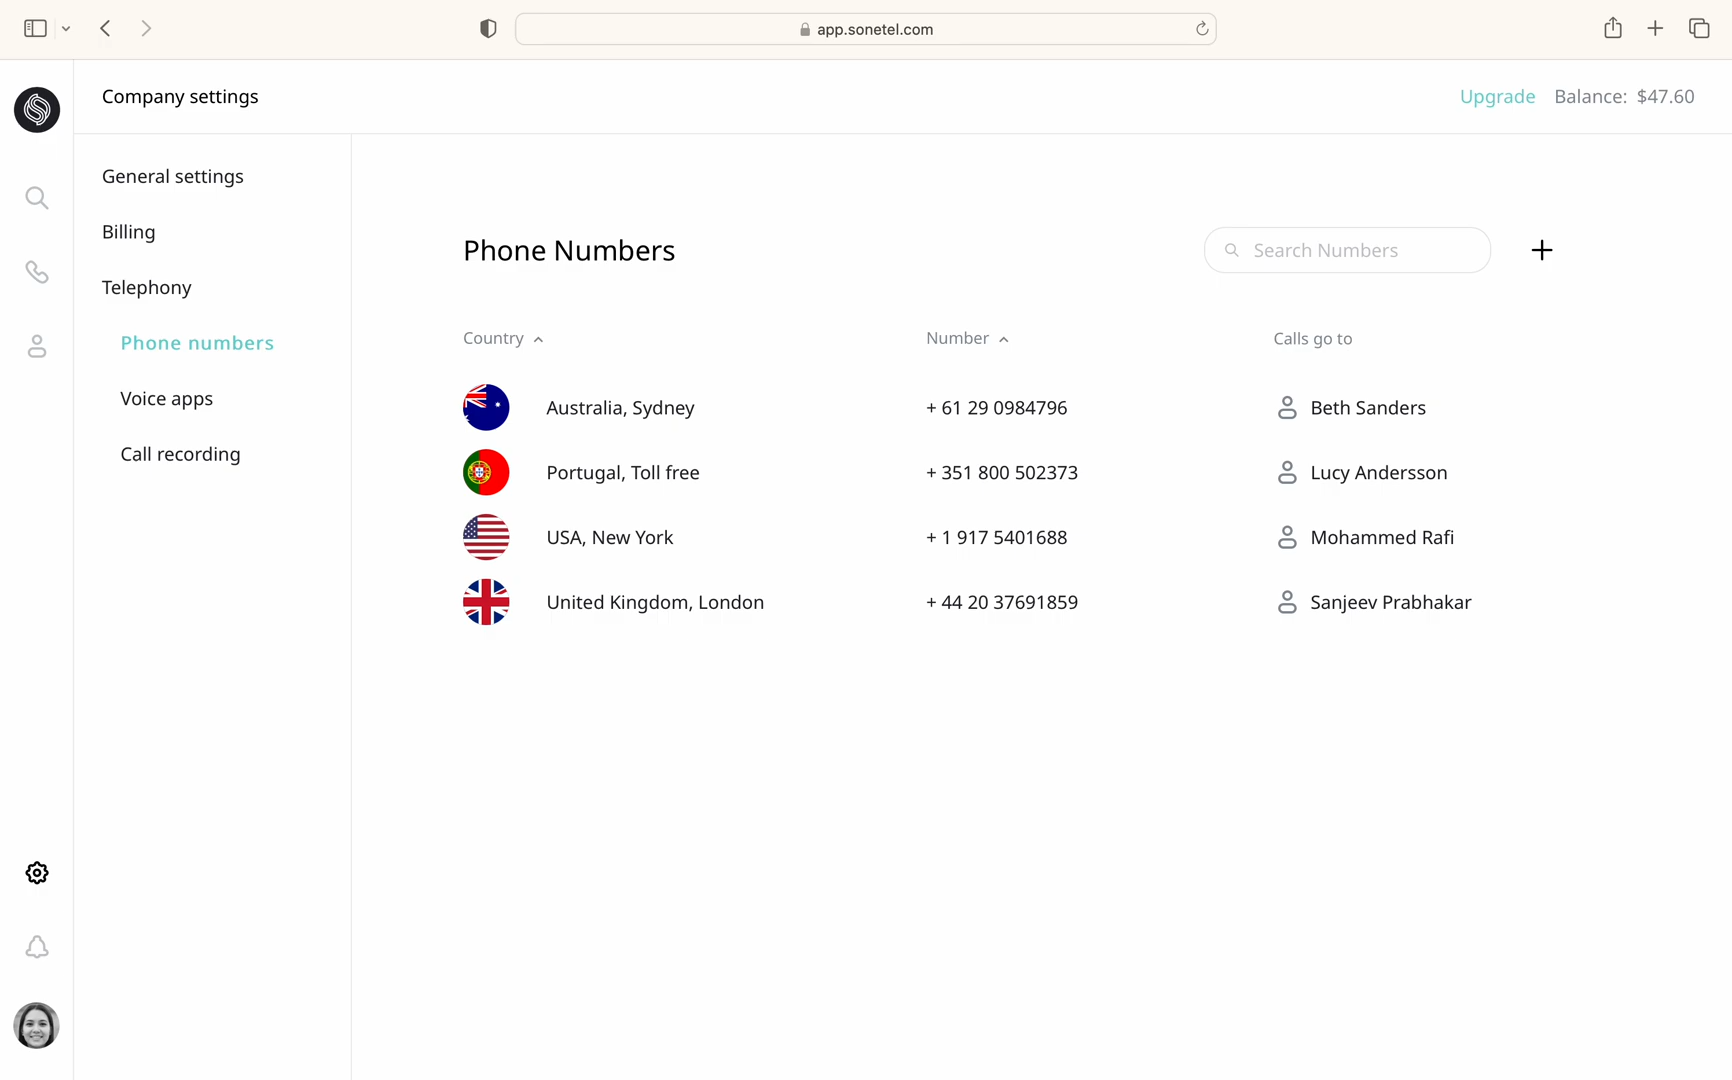 app.sonetel.com
Company settings
Upgrade Balance: $47.60
General settings
Billing
Telephony
Phone numbers
Voice apps
Call recording
Phone Numbers
Search Numbers
Country Number Calls go to
Australia, Sydney + 61 29 0984796 Beth Sanders
Portugal, Toll free + 351 800 502373 Lucy Andersson
USA, New York + 1 917 5401688 Mohammed Rafi
United Kingdom, London + 44 20 37691859 Sanjeev Prabhakar